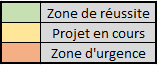 Zone de réussite
Projet en cours
Zone d'urgence